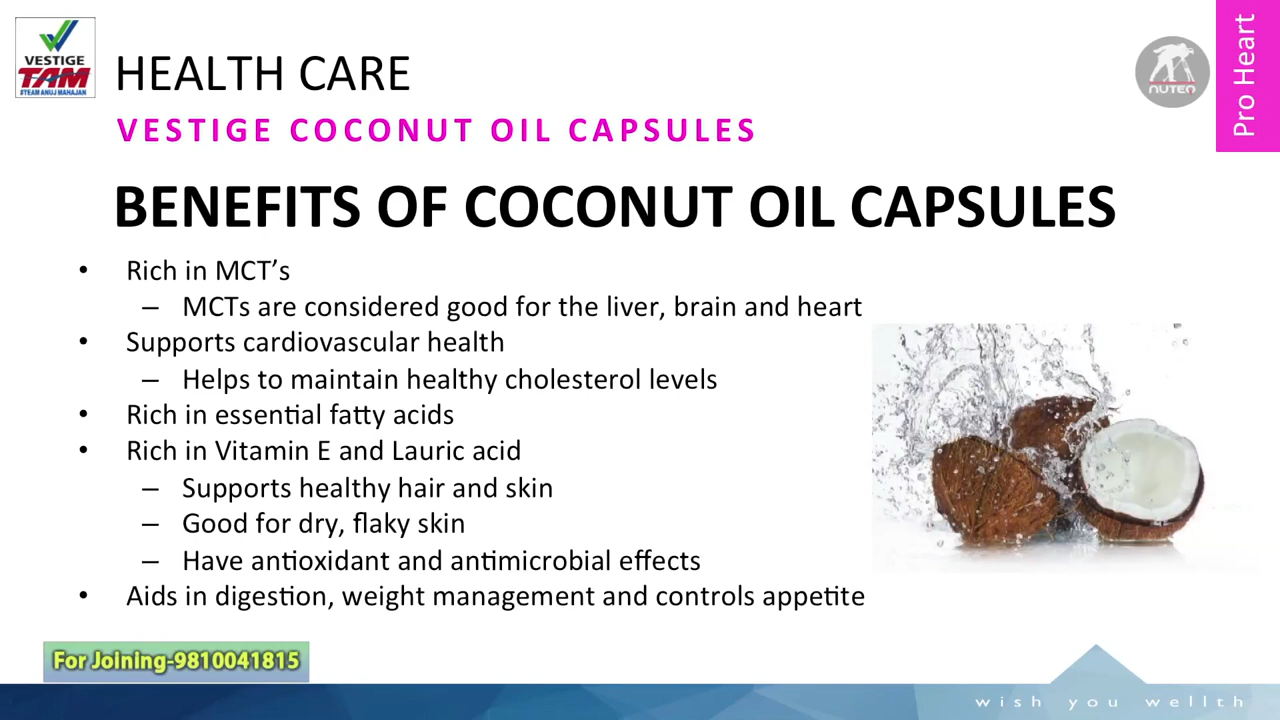 VESTIGE
TAM
STEAM ANUJ MAHAJAN
HEALTH CARE
NUTEQ
Pro Heart
VESTIGE COCONUT OIL CAPSULES
BENEFITS OF COCONUT OIL CAPSULES
• Rich in MCT’s
– MCTs are considered good for the liver, brain and heart
• Supports cardiovascular health
– Helps to maintain healthy cholesterol levels
• Rich in essential fatty acids
• Rich in Vitamin E and Lauric acid
– Supports healthy hair and skin
– Good for dry, flaky skin
– Have antioxidant and antimicrobial effects
• Aids in digestion, weight management and controls appetite
For Joining-9810041815
wish you wellth